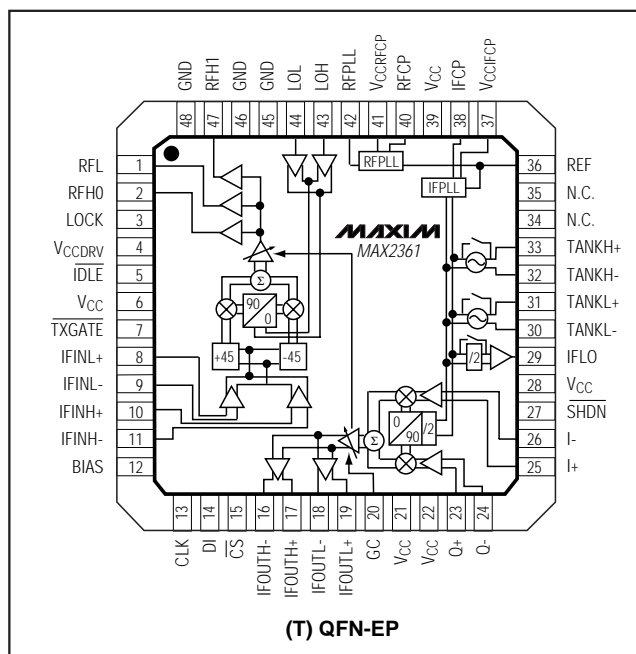 GND
RFH1
GND
GND
LOL
LOH
RFPLL
VCCRFCP
RFCP
VCC
IFCP
VCCIFCP
48
47
46
45
44
43
42
41
40
39
38
37
RFL 1
RFH0 2
LOCK 3
VCCDRV 4
IDLE 5
VCC 6
TXGATE 7
IFINL+ 8
IFINL- 9
IFINH+ 10
IFINH- 11
BIAS 12
RFPLL
IFPLL
MAXIM
MAX2361
Σ
90
0
+45
-45
/2
Σ
0
90
/2
36 REF
35 N.C.
34 N.C.
33 TANKH+
32 TANKH-
31 TANKL+
30 TANKL-
29 IFLO
28 VCC
27 SHDN
26 I-
25 I+
13
14
15
16
17
18
19
20
21
22
23
24
CLK
DI
CS
IFOUTH-
IFOUTH+
IFOUTL-
IFOUTL+
GC
VCC
VCC
Q+
Q-
(T) QFN-EP